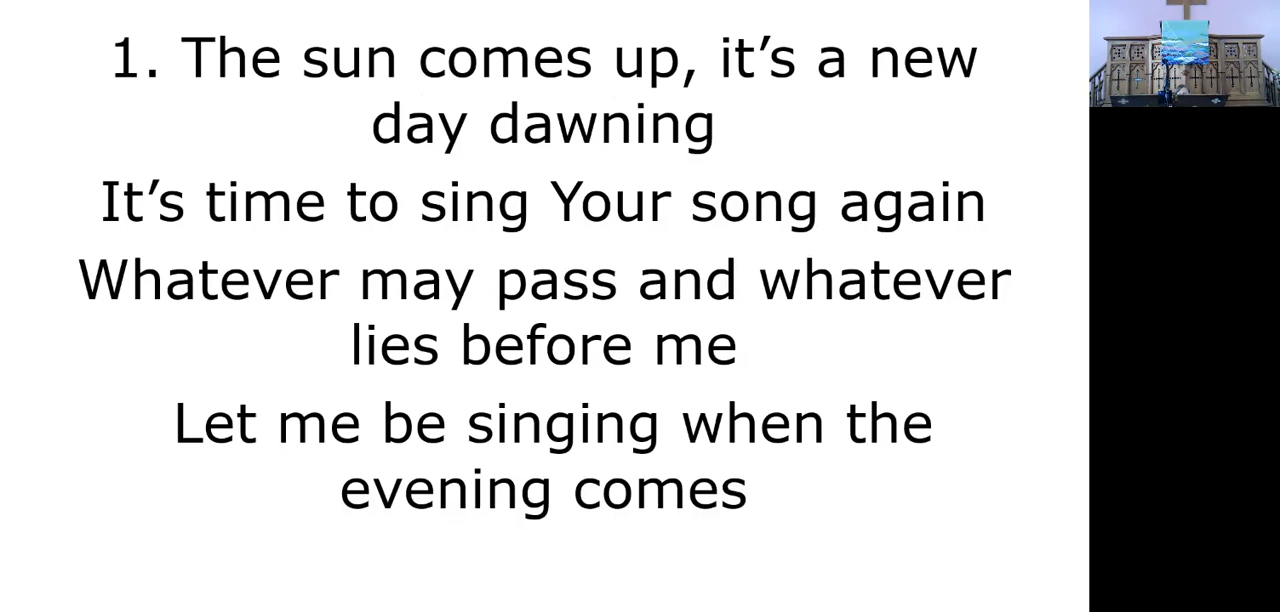 1. The sun comes up, it’s a new
day dawning
It’s time to sing Your song again
Whatever may pass and whatever
lies before me
Let me be singing when the
evening comes